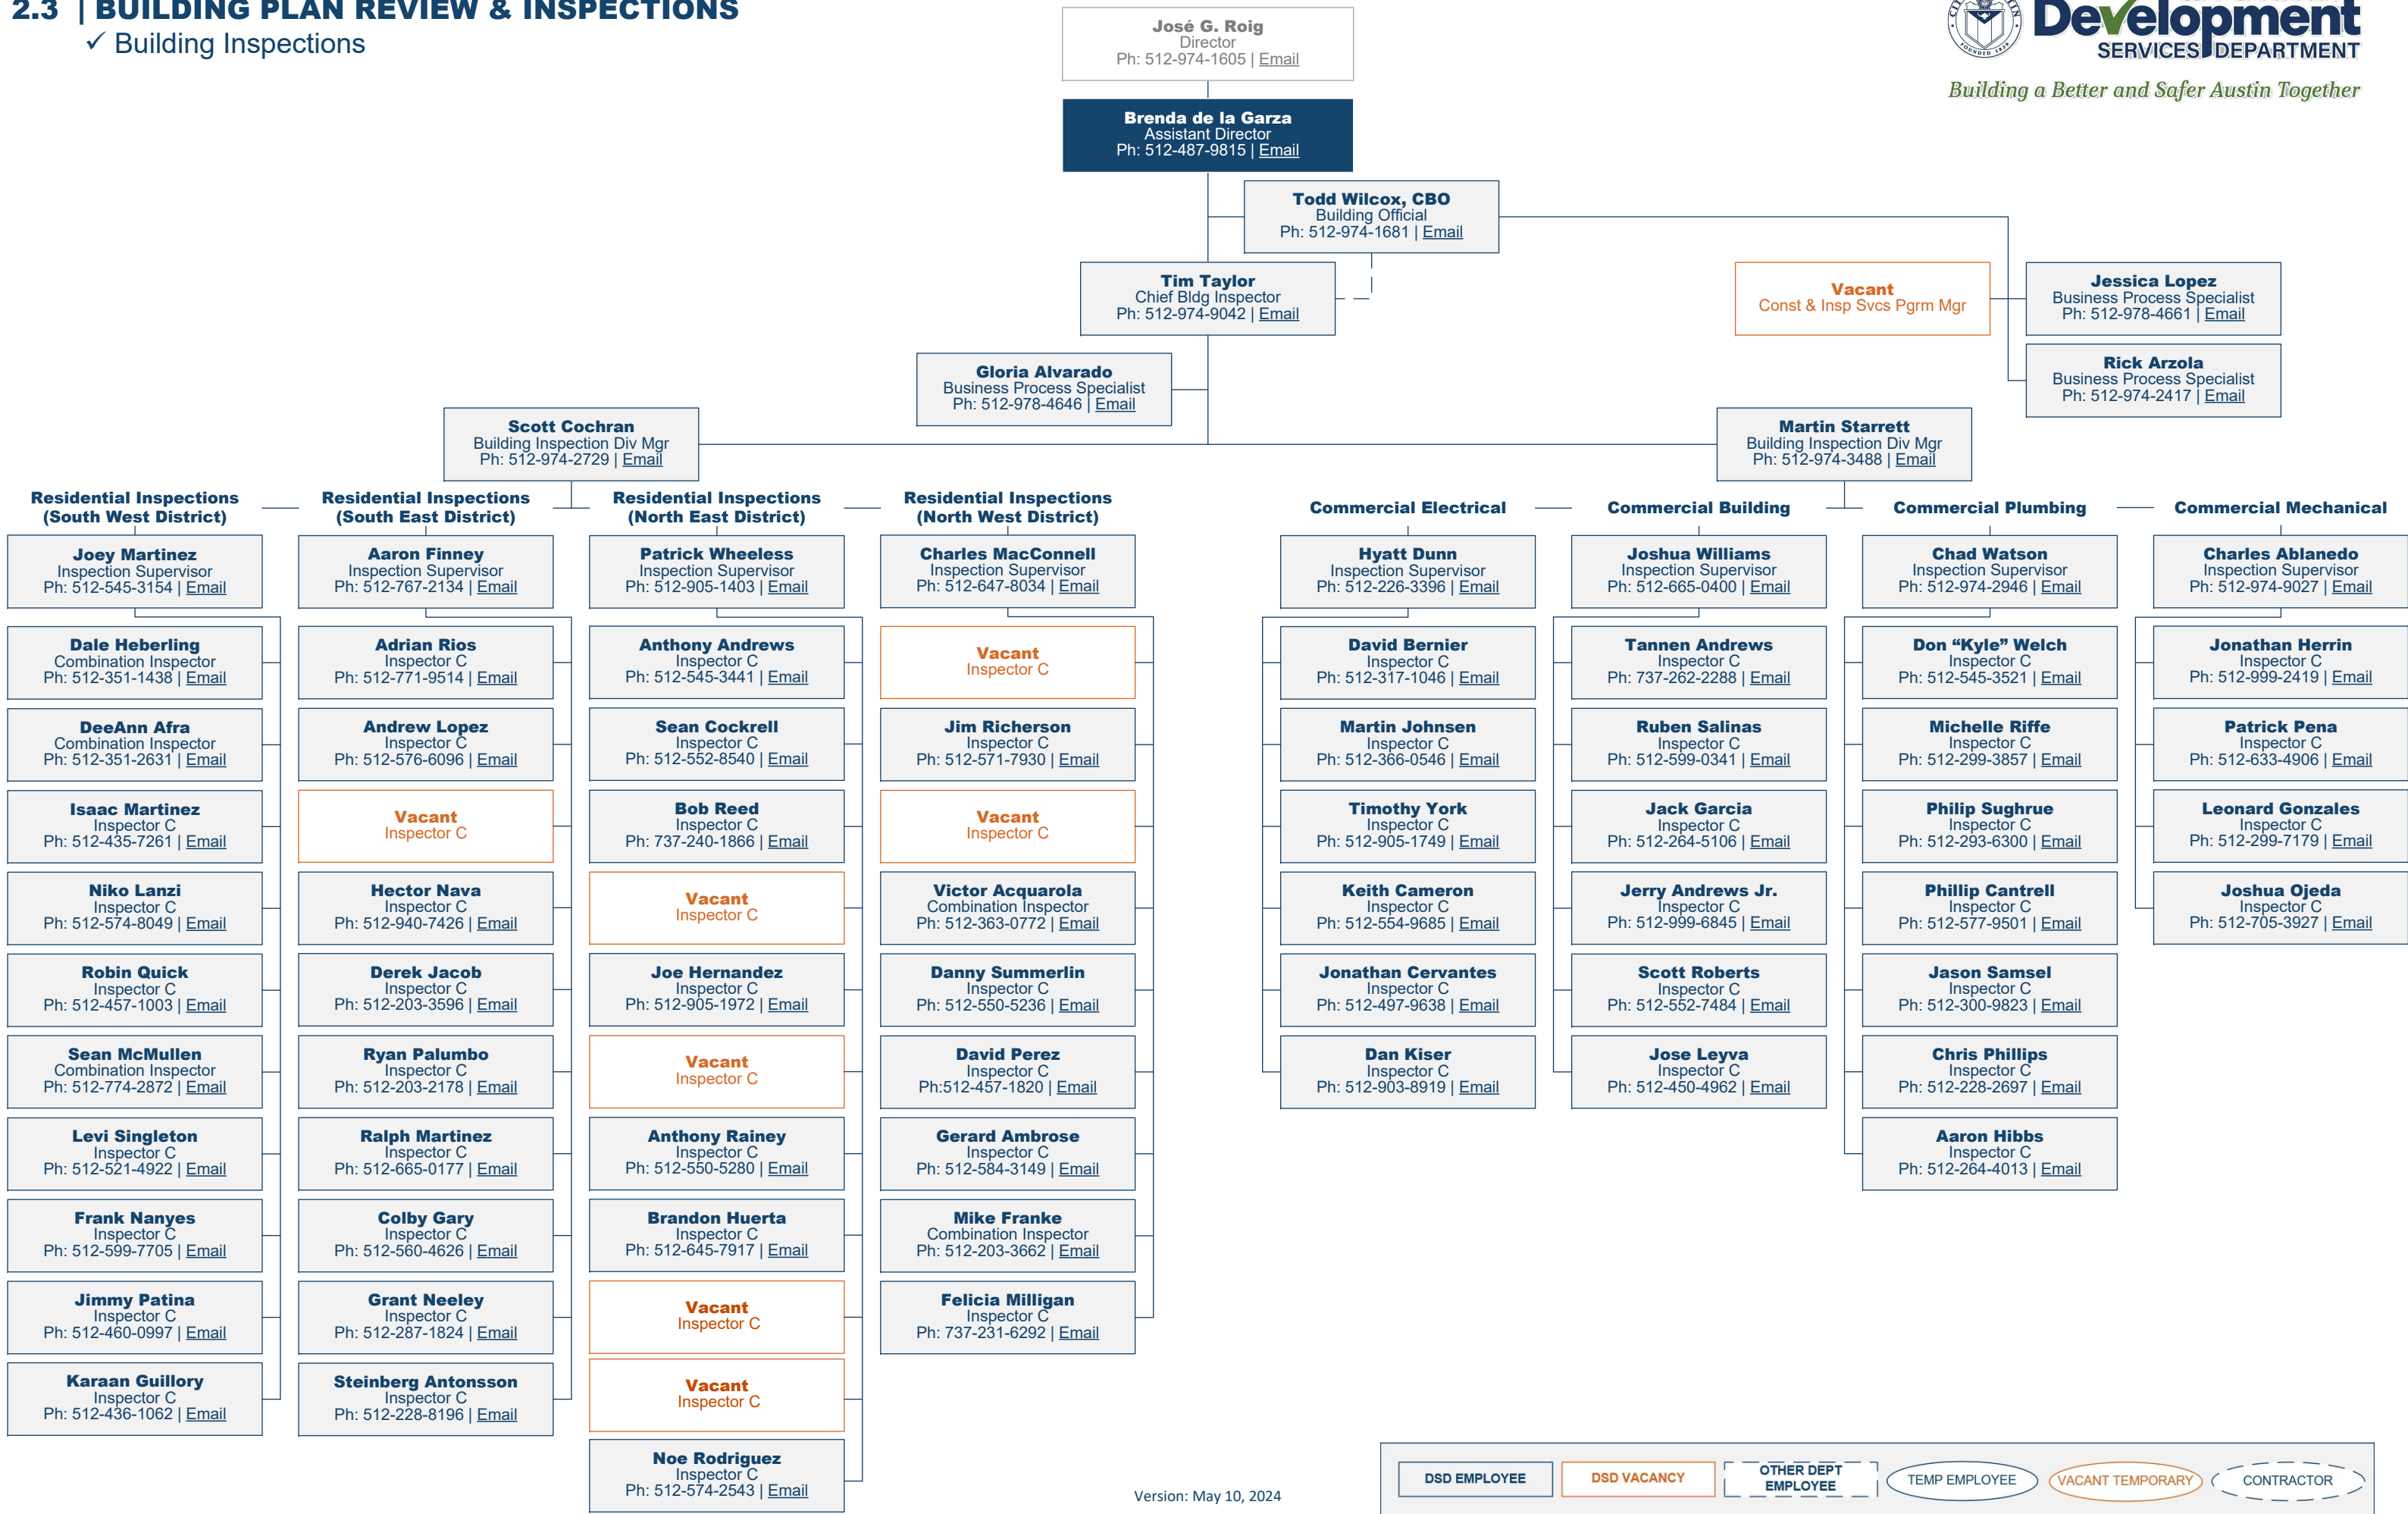 2.3 | BUILDING PLAN REVIEW & INSPECTIONS
✓ Building Inspections
Development
SERVICES DEPARTMENT
Building a Better and Safer Austin Together
José G. Roig
Director
Ph: 512-974-1605 | Email
Brenda de la Garza
Assistant Director
Ph: 512-487-9815 | Email
Todd Wilcox, CBO
Building Official
Ph: 512-974-1681 | Email
Tim Taylor
Chief Bldg Inspector
Ph: 512-974-9042 | Email
Vacant
Const & Insp Svcs Pgrm Mgr
Jessica Lopez
Business Process Specialist
Ph: 512-978-4661 | Email
Gloria Alvarado
Business Process Specialist
Ph: 512-978-4646 | Email
Rick Arzola
Business Process Specialist
Ph: 512-974-2417 | Email
Scott Cochran
Building Inspection Div Mgr
Ph: 512-974-2729 | Email
Martin Starrett
Building Inspection Div Mgr
Ph: 512-974-3488 | Email
Residential Inspections
(South West District)
Joey Martinez
Inspection Supervisor
Ph: 512-545-3154 | Email
Dale Heberling
Combination Inspector
Ph: 512-351-1438 | Email
DeeAnn Afra
Combination Inspector
Ph: 512-351-2631 | Email
Isaac Martinez
Inspector C
Ph: 512-435-7261 | Email
Niko Lanzi
Inspector C
Ph: 512-574-8049 | Email
Robin Quick
Inspector C
Ph: 512-457-1003 | Email
Sean McMullen
Combination Inspector
Ph: 512-774-2872 | Email
Levi Singleton
Inspector C
Ph: 512-521-4922 | Email
Frank Nanyes
Inspector C
Ph: 512-599-7705 | Email
Jimmy Patina
Inspector C
Ph: 512-460-0997 | Email
Karaan Guillory
Inspector C
Ph: 512-436-1062 | Email
Residential Inspections
(South East District)
Aaron Finney
Inspection Supervisor
Ph: 512-767-2134 | Email
Adrian Rios
Inspector C
Ph: 512-771-9514 | Email
Andrew Lopez
Inspector C
Ph: 512-576-6096 | Email
Vacant
Inspector C
Hector Nava
Inspector C
Ph: 512-940-7426 | Email
Derek Jacob
Inspector C
Ph: 512-203-3596 | Email
Ryan Palumbo
Inspector C
Ph: 512-203-2178 | Email
Ralph Martinez
Inspector C
Ph: 512-665-0177 | Email
Colby Gary
Inspector C
Ph: 512-560-4626 | Email
Grant Neeley
Inspector C
Ph: 512-287-1824 | Email
Steinberg Antonsson
Inspector C
Ph: 512-228-8196 | Email
Residential Inspections
(North East District)
Patrick Wheeless
Inspection Supervisor
Ph: 512-905-1403 | Email
Anthony Andrews
Inspector C
Ph: 512-545-3441 | Email
Sean Cockrell
Inspector C
Ph: 512-552-8540 | Email
Bob Reed
Inspector C
Ph: 737-240-1866 | Email
Vacant
Inspector C
Joe Hernandez
Inspector C
Ph: 512-905-1972 | Email
Vacant
Inspector C
Anthony Rainey
Inspector C
Ph: 512-550-5280 | Email
Brandon Huerta
Inspector C
Ph: 512-645-7917 | Email
Vacant
Inspector C
Vacant
Inspector C
Noe Rodriguez
Inspector C
Ph: 512-574-2543 | Email
Residential Inspections
(North West District)
Charles MacConnell
Inspection Supervisor
Ph: 512-647-8034 | Email
Vacant
Inspector C
Jim Richerson
Inspector C
Ph: 512-571-7930 | Email
Vacant
Inspector C
Victor Acquarola
Combination Inspector
Ph: 512-363-0772 | Email
Danny Summerlin
Inspector C
Ph: 512-550-5236 | Email
David Perez
Inspector C
Ph:512-457-1820 | Email
Gerard Ambrose
Inspector C
Ph: 512-584-3149 | Email
Mike Franke
Combination Inspector
Ph: 512-203-3662 | Email
Felicia Milligan
Inspector C
Ph: 737-231-6292 | Email
Commercial Electrical
Hyatt Dunn
Inspection Supervisor
Ph: 512-226-3396 | Email
David Bernier
Inspector C
Ph: 512-317-1046 | Email
Martin Johnsen
Inspector C
Ph: 512-366-0546 | Email
Timothy York
Inspector C
Ph: 512-905-1749 | Email
Keith Cameron
Inspector C
Ph: 512-554-9685 | Email
Jonathan Cervantes
Inspector C
Ph: 512-497-9638 | Email
Dan Kiser
Inspector C
Ph: 512-903-8919 | Email
Commercial Building
Joshua Williams
Inspection Supervisor
Ph: 512-665-0400 | Email
Tannen Andrews
Inspector C
Ph: 737-262-2288 | Email
Ruben Salinas
Inspector C
Ph: 512-599-0341 | Email
Jack Garcia
Inspector C
Ph: 512-264-5106 | Email
Jerry Andrews Jr.
Inspector C
Ph: 512-999-6845 | Email
Scott Roberts
Inspector C
Ph: 512-552-7484 | Email
Jose Leyva
Inspector C
Ph: 512-450-4962 | Email
Commercial Plumbing
Chad Watson
Inspection Supervisor
Ph: 512-974-2946 | Email
Don “Kyle” Welch
Inspector C
Ph: 512-545-3521 | Email
Michelle Riffe
Inspector C
Ph: 512-299-3857 | Email
Philip Sughrue
Inspector C
Ph: 512-293-6300 | Email
Phillip Cantrell
Inspector C
Ph: 512-577-9501 | Email
Jason Samsel
Inspector C
Ph: 512-300-9823 | Email
Chris Phillips
Inspector C
Ph: 512-228-2697 | Email
Aaron Hibbs
Inspector C
Ph: 512-264-4013 | Email
Commercial Mechanical
Charles Ablanedo
Inspection Supervisor
Ph: 512-974-9027 | Email
Jonathan Herrin
Inspector C
Ph: 512-999-2419 | Email
Patrick Pena
Inspector C
Ph: 512-633-4906 | Email
Leonard Gonzales
Inspector C
Ph: 512-299-7179 | Email
Joshua Ojeda
Inspector C
Ph: 512-705-3927 | Email
Version: May 10, 2024
DSD EMPLOYEE
DSD VACANCY
OTHER DEPT
EMPLOYEE
TEMP EMPLOYEE
VACANT TEMPORARY
CONTRACTOR